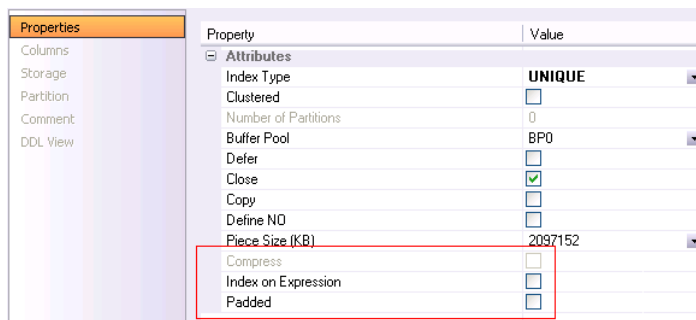 Properties
Columns
Storage
Partition
Comment
DDL View
Property Value
Attributes
Index Type UNIQUE
Clustered
Number of Partitions 0
Buffer Pool BP0
Defer
Close
Copy
Define NO
Piece Size (KB) 2097152
Compress
Index on Expression
Padded